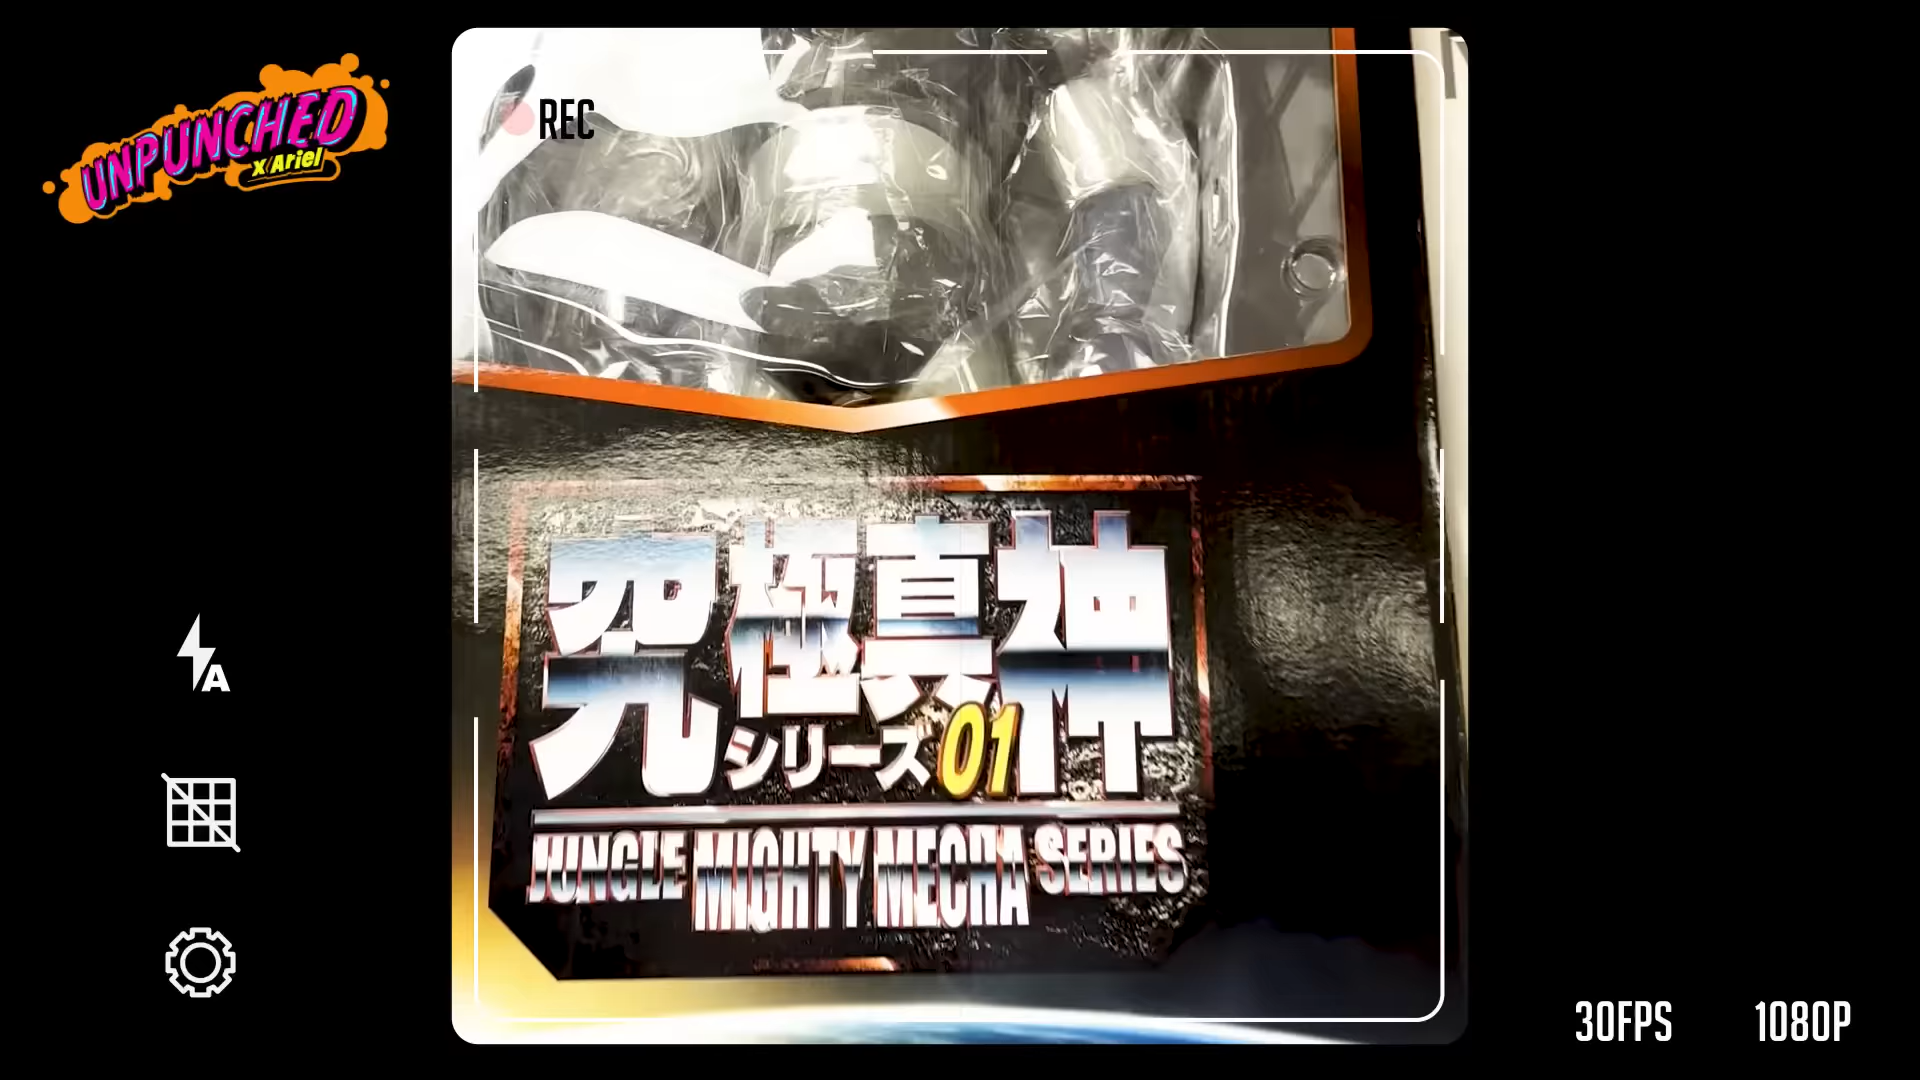 UNPUNCHED
x Ariel
REC
究極真神
シリーズ01
JUNGLE MIGHTY MECHA SERIES
A
30FPS
1080P